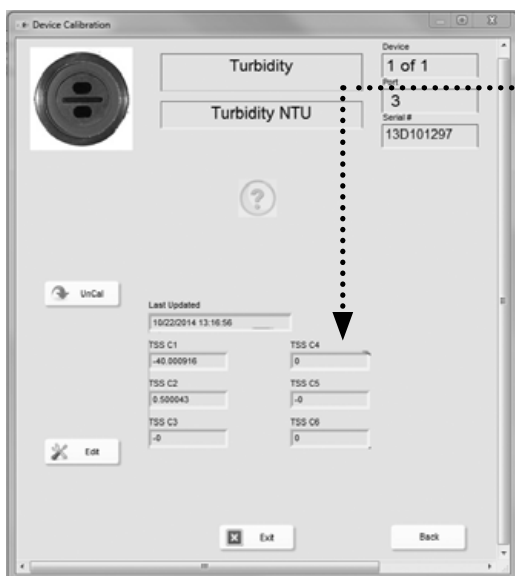 Device Calibration
Device
Turbidity
1 of 1
Port
Turbidity NTU
3
Serial #
13D101297
?
UnCal
Last Updated
10/22/2014 13:16:56
TSS C1
TSS C4
-40.000916
0
TSS C2
TSS C5
0.500043
-0
TSS C3
TSS C6
-0
0
Edit
Exit
Back